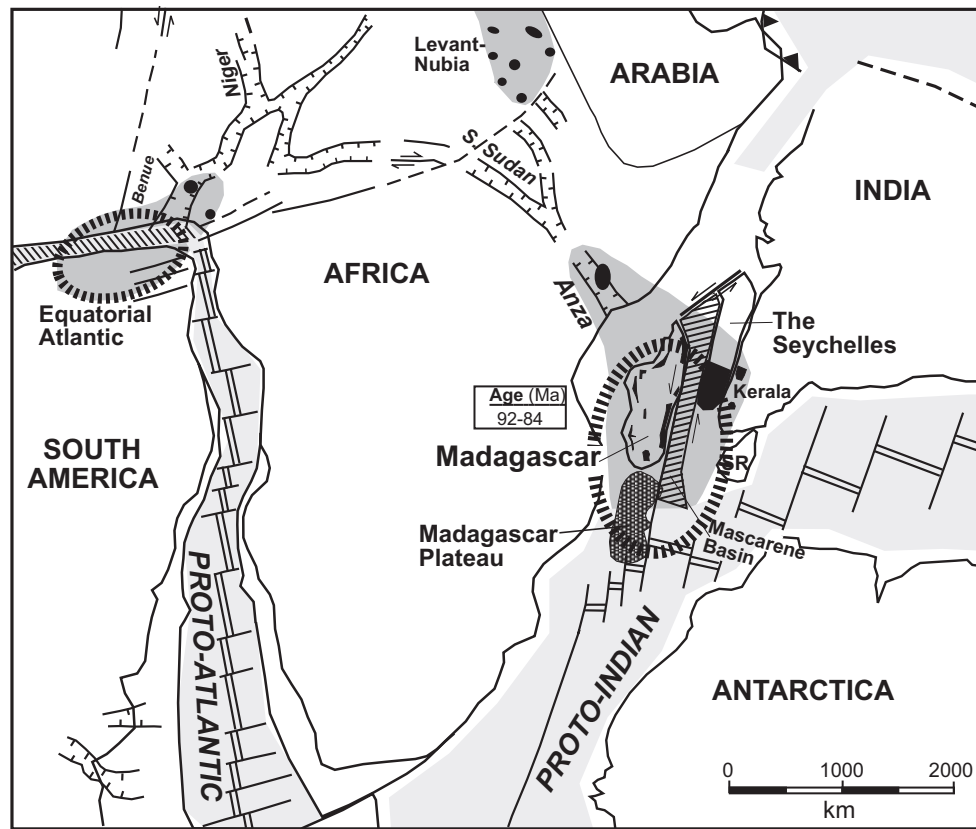 Levant-
Nubia
ARABIA
Niger
S. Sudan
Benue
INDIA
AFRICA
Anza
Equatorial
Atlantic
The
Seychelles
Kerala
Age (Ma)
92-84
SOUTH
AMERICA
Madagascar
SR
Madagascar
Plateau
Mascarene
Basin
PROTO-ATLANTIC
PROTO-INDIAN
ANTARCTICA
0 1000 2000
km